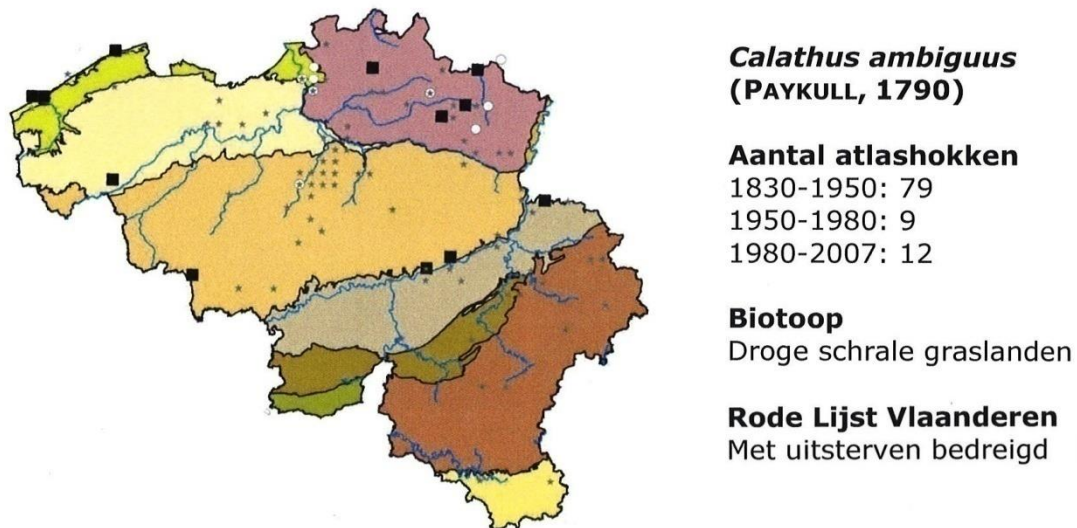 Calathus ambiguus
(PAYKULL, 1790)
Aantal atlashokken
1830-1950: 79
1950-1980: 9
1980-2007: 12
Biotoop
Droge schrale graslanden
Rode Lijst Vlaanderen
Met uitsterven bedreigd